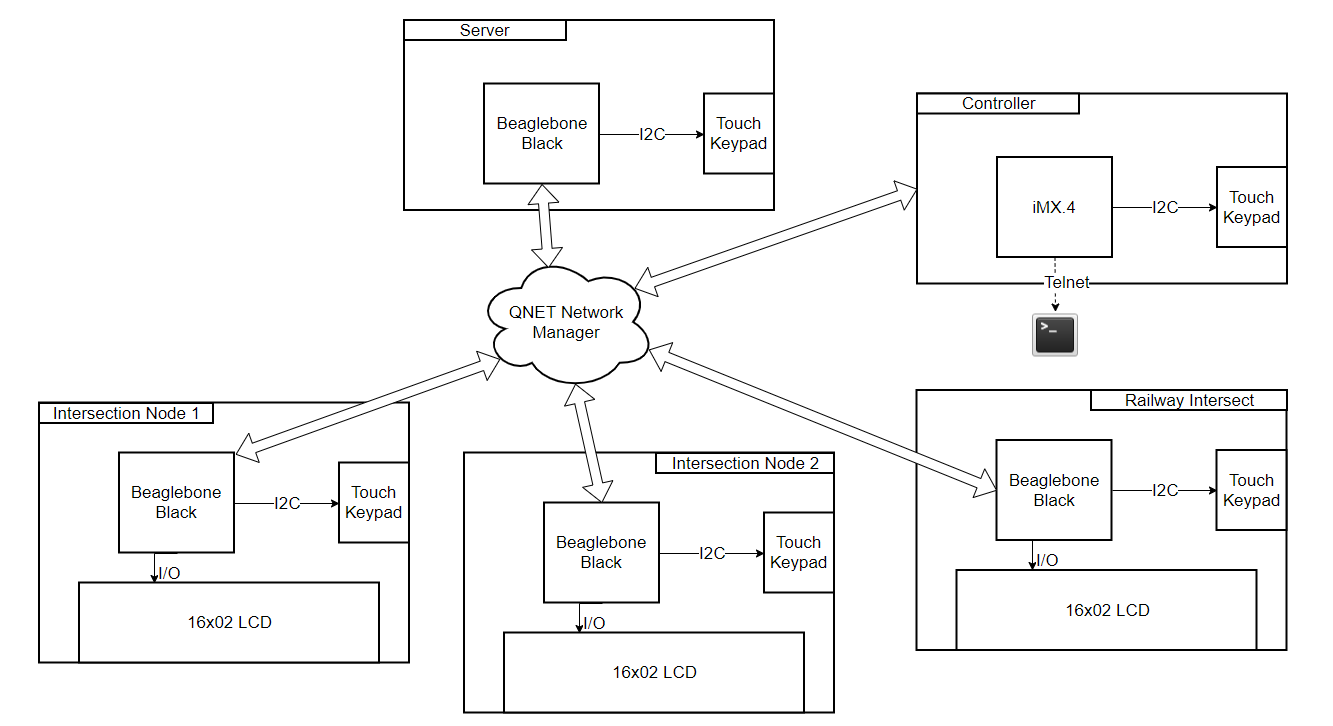 Server
Beaglebone
Black
I2C
Touch
Keypad
Controller
iMX.4
I2C
Touch
Keypad
Telnet
>_
QNET Network
Manager
Intersection Node 1
Beaglebone
Black
I2C
Touch
Keypad
I/O
16x02 LCD
Intersection Node 2
Beaglebone
Black
I2C
Touch
Keypad
I/O
16x02 LCD
Railway Intersect
Beaglebone
Black
I2C
Touch
Keypad
I/O
16x02 LCD